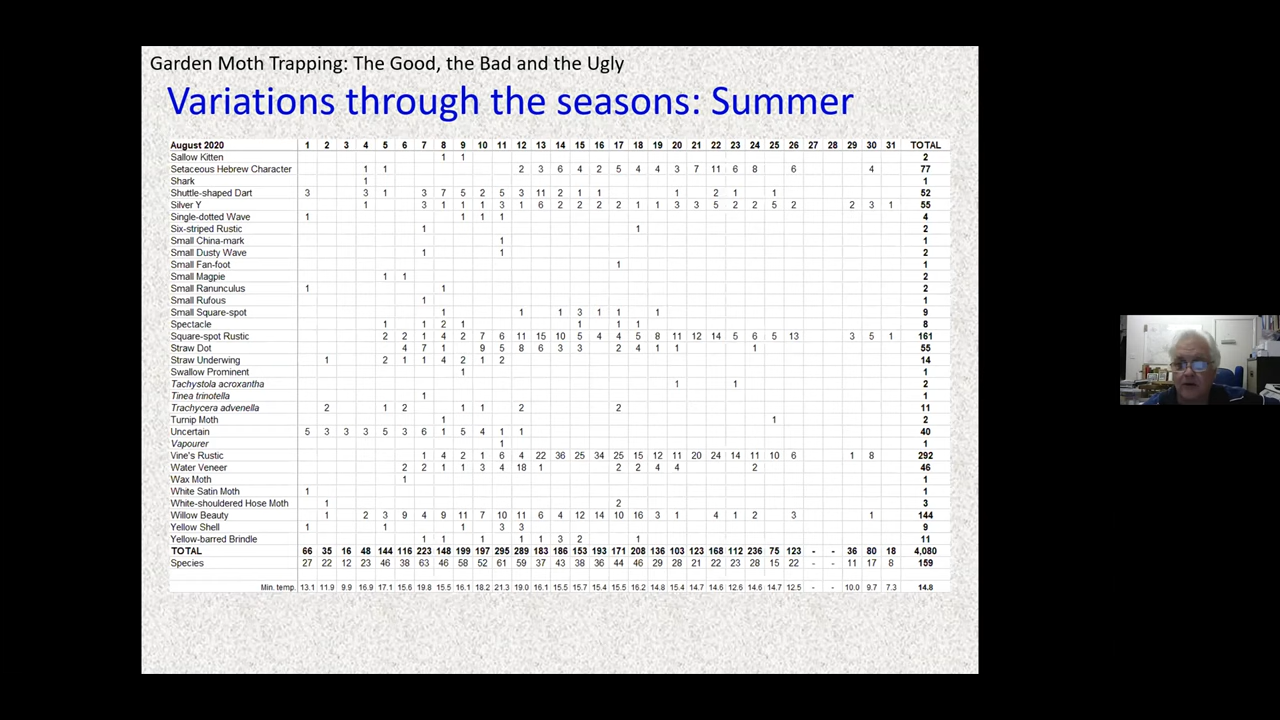 Garden Moth Trapping: The Good, the Bad and the Ugly
Variations through the seasons: Summer
August 2020 1 2 3 4 5 6 7 8 9 10 11 12 13 14 15 16 17 18 19 20 21 22 23 24 25 26 27 28 29 30 31 TOTAL
Sallow Kitten 1 1 2
Setaceous Hebrew Character 1 1 2 3 6 4 2 5 4 4 3 7 11 6 8 6 4 77
Shark 1 1
Shuttle-shaped Dart 3 3 1 3 7 5 2 5 3 11 2 1 1 1 2 1 1 52
Silver Y 1 3 1 1 1 3 1 6 2 2 2 2 1 1 3 3 5 2 2 5 2 2 3 1 55
Single-dotted Wave 1 1 1 1 4
Six-striped Rustic 1 1 2
Small China-mark 1 1
Small Dusty Wave 1 1 2
Small Fan-foot 1 1
Small Magpie 1 1 2
Small Ranunculus 1 1 2
Small Rufous 1 1
Small Square-spot 1 1 1 3 1 1 1 9
Spectacle 1 1 2 1 1 1 1 8
Square-spot Rustic 2 2 1 4 2 7 6 11 15 10 5 4 4 5 8 11 12 14 5 6 5 13 3 5 1 161
Straw Dot 4 7 1 9 5 8 6 3 3 2 4 1 1 1 55
Straw Underwing 1 2 1 1 4 2 1 2 14
Swallow Prominent 1 1
Tachystola acroxantha 1 1 2
Tinea trinotella 1 1
Trachycera advenella 2 1 2 1 1 2 2 11
Turnip Moth 1 1 2
Uncertain 5 3 3 3 5 3 6 1 5 4 1 1 40
Vapourer 1 1
Vine's Rustic 1 4 2 1 6 4 22 36 25 34 25 15 12 11 20 24 14 11 10 6 1 8 292
Water Veneer 2 2 1 1 3 4 18 1 2 2 4 4 2 46
Wax Moth 1 1
White Satin Moth 1 1
White-shouldered Hose Moth 1 2 3
Willow Beauty 1 2 3 9 4 9 11 7 10 11 6 4 12 14 10 16 3 1 4 1 2 3 1 144
Yellow Shell 1 1 1 3 3 9
Yellow-barred Brindle 1 1 1 1 1 3 2 1 11
TOTAL 66 35 16 48 144 116 223 148 199 197 295 289 183 186 153 193 171 208 136 103 123 168 112 236 75 123 - - 36 80 18 4,080
Species 27 22 12 23 46 38 63 46 58 52 61 59 37 43 38 36 44 46 29 28 21 22 23 28 15 22 - - 11 17 8 159
Min. temp. 13.1 11.9 9.9 16.9 17.1 15.6 19.8 15.5 16.1 18.2 21.3 19.0 16.1 15.5 15.7 15.4 15.5 16.2 14.8 15.4 14.7 14.6 12.6 14.6 14.7 12.5 - - 10.0 9.7 7.3 14.8